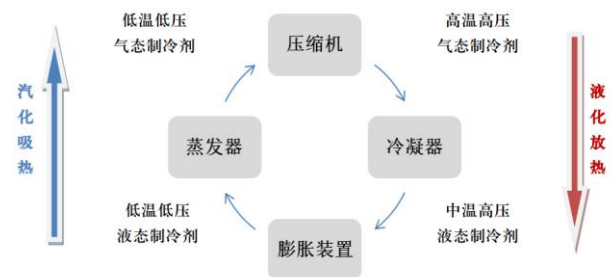 低温低压
气态制冷剂
压缩机
高温高压
气态制冷剂
汽化吸热
蒸发器
冷凝器
液化放热
低温低压
液态制冷剂
膨胀装置
中温高压
液态制冷剂